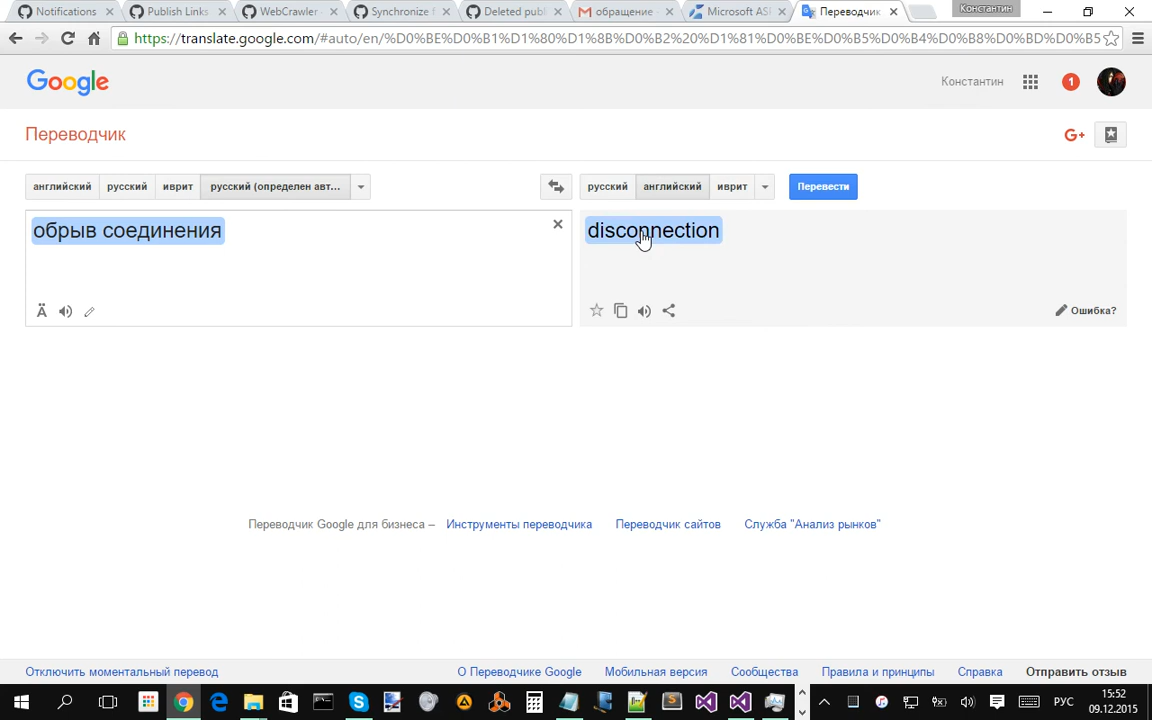 Notifications
Publish Links
WebCrawler
Synchronize
Deleted publ
обращение
Microsoft AS
Переводчик
Константин
https://translate.google.com/#auto/en/%D0%BE%D0%B1%D1%80%D1%8B%D0%B2%20%D1%81%D0%BE%D0%B5%D0%B4%D0%B8%D0%BD%D0%B5
Google
Константин
1
Переводчик
G+
английский русский иврит русский (определен авт...
русский английский иврит Перевести
обрыв соединения
disconnection
Ä
Ошибка?
Переводчик Google для бизнеса – Инструменты переводчика Переводчик сайтов Служба "Анализ рынков"
Отключить моментальный перевод
О Переводчике Google Мобильная версия Сообщества Правила и принципы Справка Отправить отзыв
РУС
15:52
09.12.2015